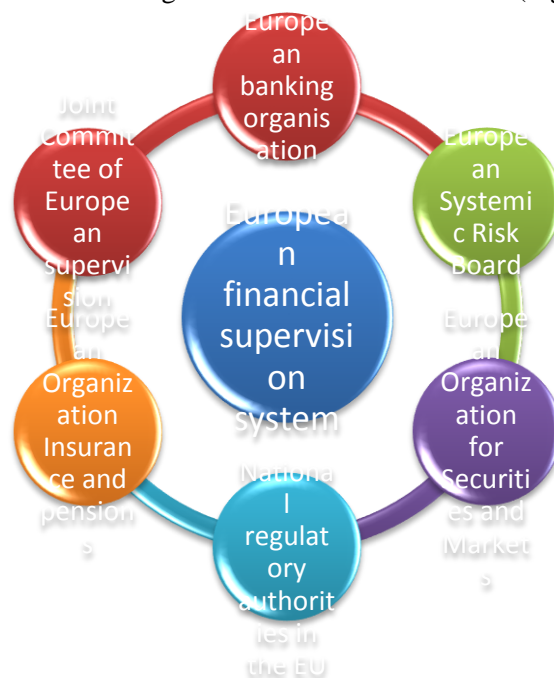 Europe
an
banking
organis
ation
Europe
an
Systemi
c Risk
Board
Europe
an
Organiz
ation
for
Securiti
es and
Market
s
Nationa
l
regulat
ory
authorit
ies in
the EU
Europe
an
Organiz
ation
Insuran
ce and
pension
s
Joint
Commit
tee of
Europe
an
supervi
sion
Europea
n
financial
supervisi
on
system